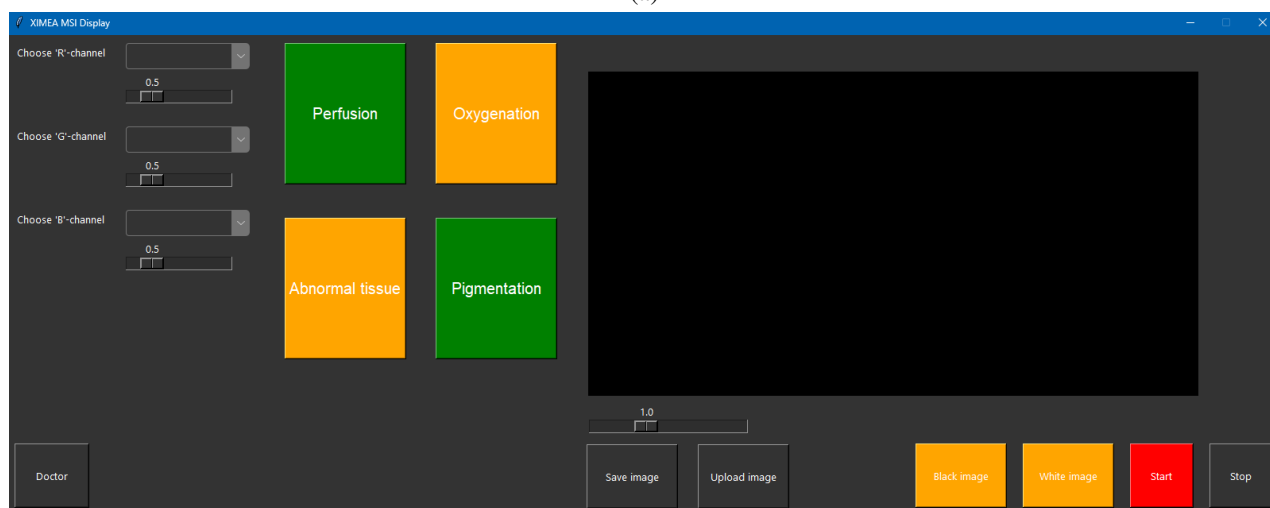 XIMEA MSI Display
Choose 'R'-channel
0.5
Choose 'G'-channel
0.5
Choose 'B'-channel
0.5
Perfusion
Oxygenation
Abnormal tissue
Pigmentation
1.0
Doctor
Save image
Upload image
Black image
White image
Start
Stop